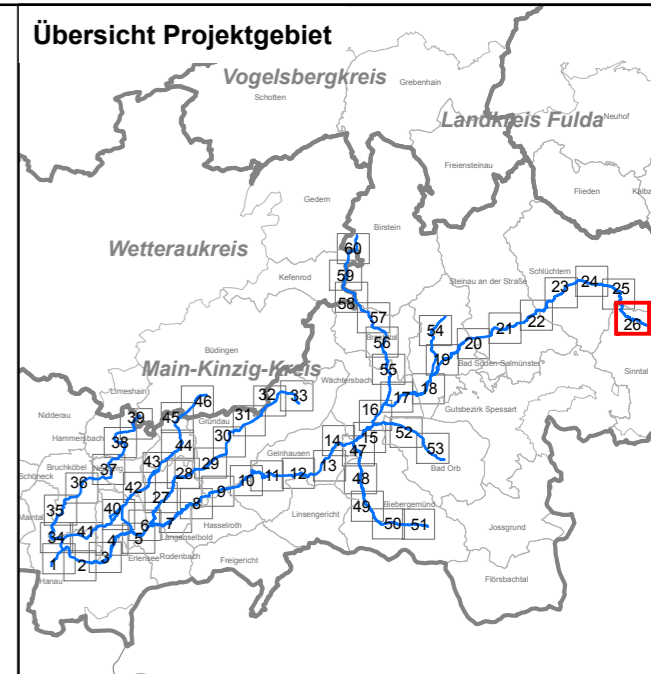 Übersicht Projektgebiet
Vogelsbergkreis
Grebenhain
Schotten
Landkreis Fulda
Neuhof
Freiensteinau
Flieden
Kalba
Gedern
Birstein
Wetteraukreis
60
Kefenrod
59
Steinau an der Straße
Schlüchtern
23
24
25
58
57
54
22
26
21
56
20
Büdingen
Main-Kinzig-Kreis
19
Bad Soden-Salmünster
Sinntal
Limeshain
Wächtersbach
55
32
33
46
18
17
Nidderau
39
45
31
16
Gutsbezirk Spessart
Gründau
Hammersbach
38
30
14
15
52
44
Gelnhausen
47
53
Bruchköbel
37
43
29
13
Bad Orb
Schöneck
36
28
10
11
12
48
42
9
35
27
8
49
Biebergemünd
Maintal
40
Hasselroth
Linsengericht
41
6
7
50
51
34
5
Langenselbold
Jossgrund
4
Erlensee
Rodenbach
Freigericht
1
2
3
Hanau
Flörsbachtal